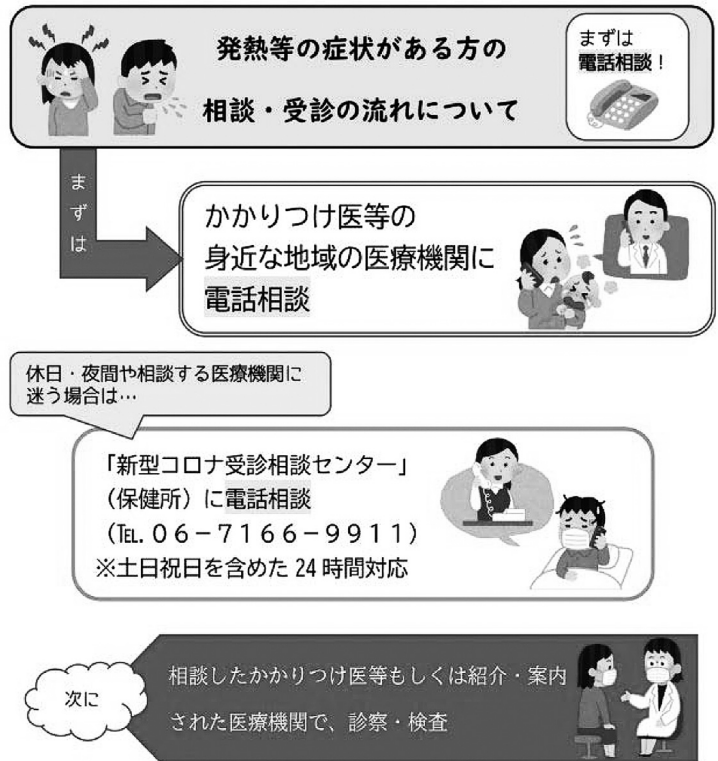 発熱等の症状がある方の
相談・受診の流れについて
まずは
電話相談！
まずは
かかりつけ医等の
身近な地域の医療機関に
電話相談
休日・夜間や相談する医療機関に
迷う場合は…
「新型コロナ受診相談センター」
（保健所）に電話相談
（℡．０６－７１６６－９９１１）
※土日祝日を含めた 24 時間対応
次に
相談したかかりつけ医等もしくは紹介・案内
された医療機関で、診察・検査